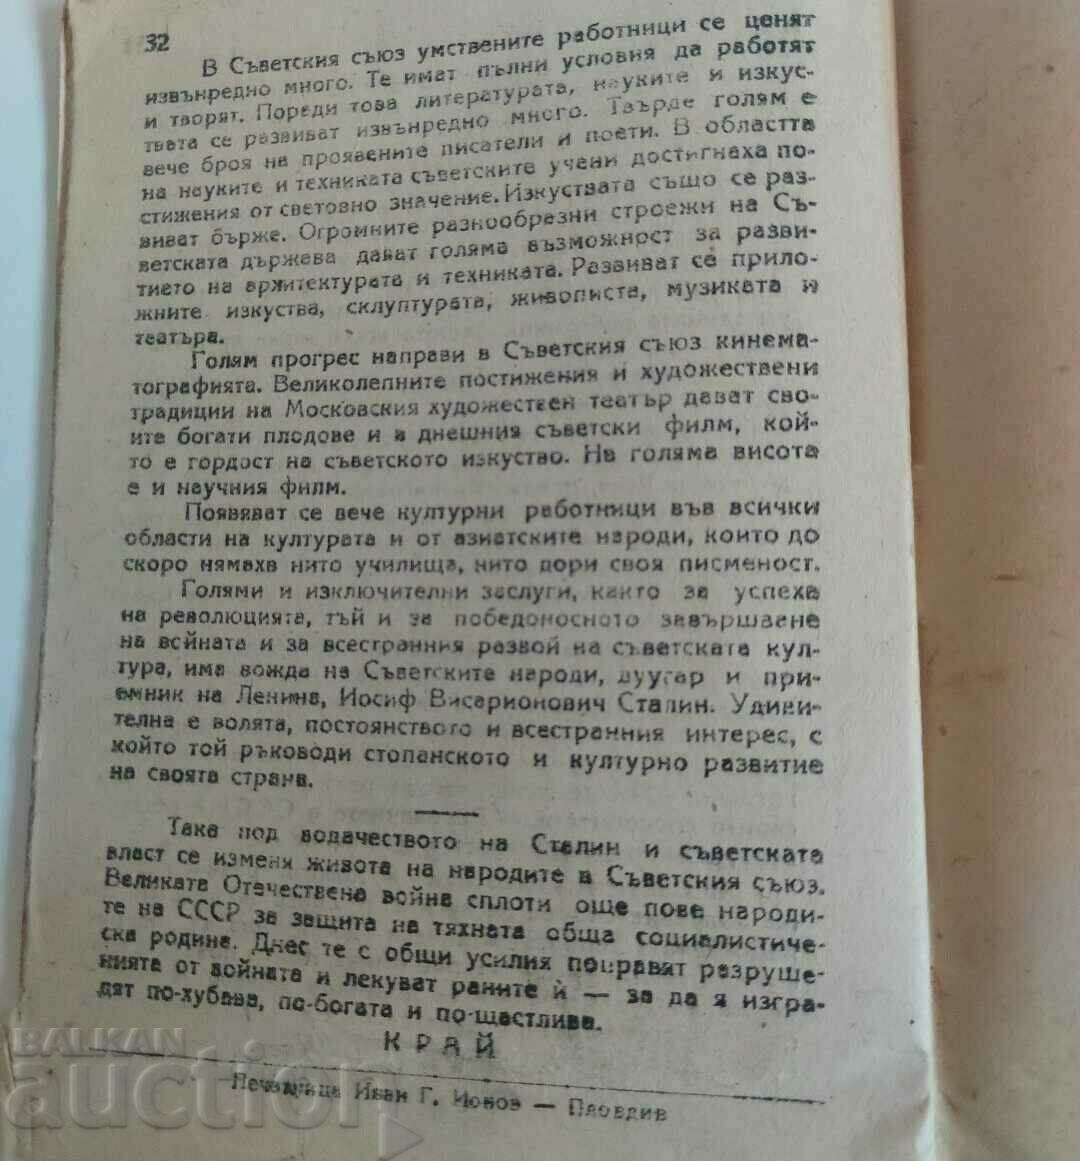 32
В Съветския съюз умствените работници се ценят
извънредно много. Те имат пълни условия да работят
и творят. Поради това литературата, науките и изкус-
твата се развиват извънредно много. Твърде голям е
вече броя на проявените писатели и поети. В областта
на науките и техниката съветските учени достигнаха по-
стижения от световно значение. Изкуствата също се раз-
виват бърже. Огромните разнообразни строежи на Съ-
ветската държава дават голяма възможност за разви-
тието на архитектурата и техниката. Развиват се прило-
жните изкуства, склуптурата, живописта, музиката и
театъра.
Голям прогрес направи в Съветския съюз кинема-
тографията. Великолепните постижения и художествени
традиции на Московския художествен театър дават сво-
ите богати плодове и в днешния съветски филм, кой-
то е гордост на съветското изкуство. На голяма висота
е и научния филм.
Появяват се вече културни работници във всички
области на културата и от азиатските народи, които до
скоро нямаха нито училища, нито дори своя писменост.
Голями и изключителни заслуги, както за успеха
на революцията, тъй и за победоносното завършване
на войната и за всестранния развой на съветската кул-
тура, има вожда на Съветските народи, другар и при-
емник на Ленина, Иосиф Висарионович Сталин. Удиви-
телна е волята, постоянството и всестранния интерес, с
който той ръководи стопанското и културно развитие
на своята страна.
Така под водачеството на Сталин и съветската
власт се изменя живота на народите в Съветския съюз.
Великата Отечествена война сплоти още пове народи-
те на СССР за защита на тяхната обща социалистиче-
ска родина. Днес те с общи усилия поправят разруше-
нията от войната и лекуват раните ѝ — за да я изгра-
дят по-хубава, по-богата и по-щастлива.
КРАЙ
Печатница Иван Г. Ионов — Пловдив
BALKAN
auction